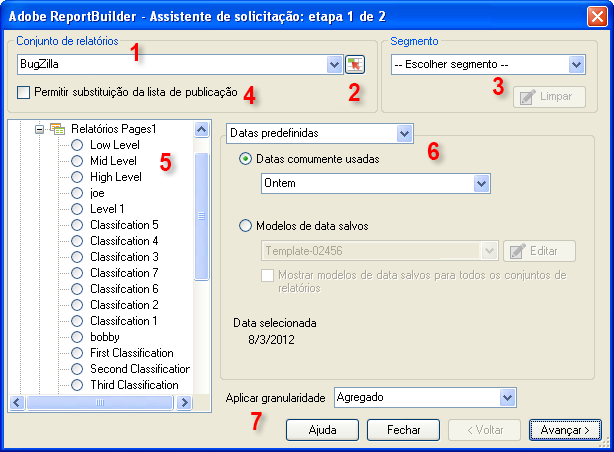 Adobe ReportBuilder - Assistente de solicitação: etapa 1 de 2
Conjunto de relatórios
1
BugZilla
2
Permitir substituição da lista de publicação
4
Segmento
-- Escolher segmento --
3
Limpar
Relatórios Pages1
Low Level
Mid Level
5
High Level
joe
Level 1
Classifcation 5
Classifcation 4
Classifcation 3
Classifcation 7
Classifcation 6
Classifcation 2
Classifcation 1
bobby
First Classification
Second Classification
Third Classification
Datas predefinidas
6
Datas comumente usadas
Ontem
Modelos de data salvos
Template-02456
Editar
Mostrar modelos de data salvos para todos os conjuntos de
relatórios
Data selecionada
8/3/2012
Aplicar granularidade
Agregado
7
Ajuda
Fechar
< Voltar
Avançar >